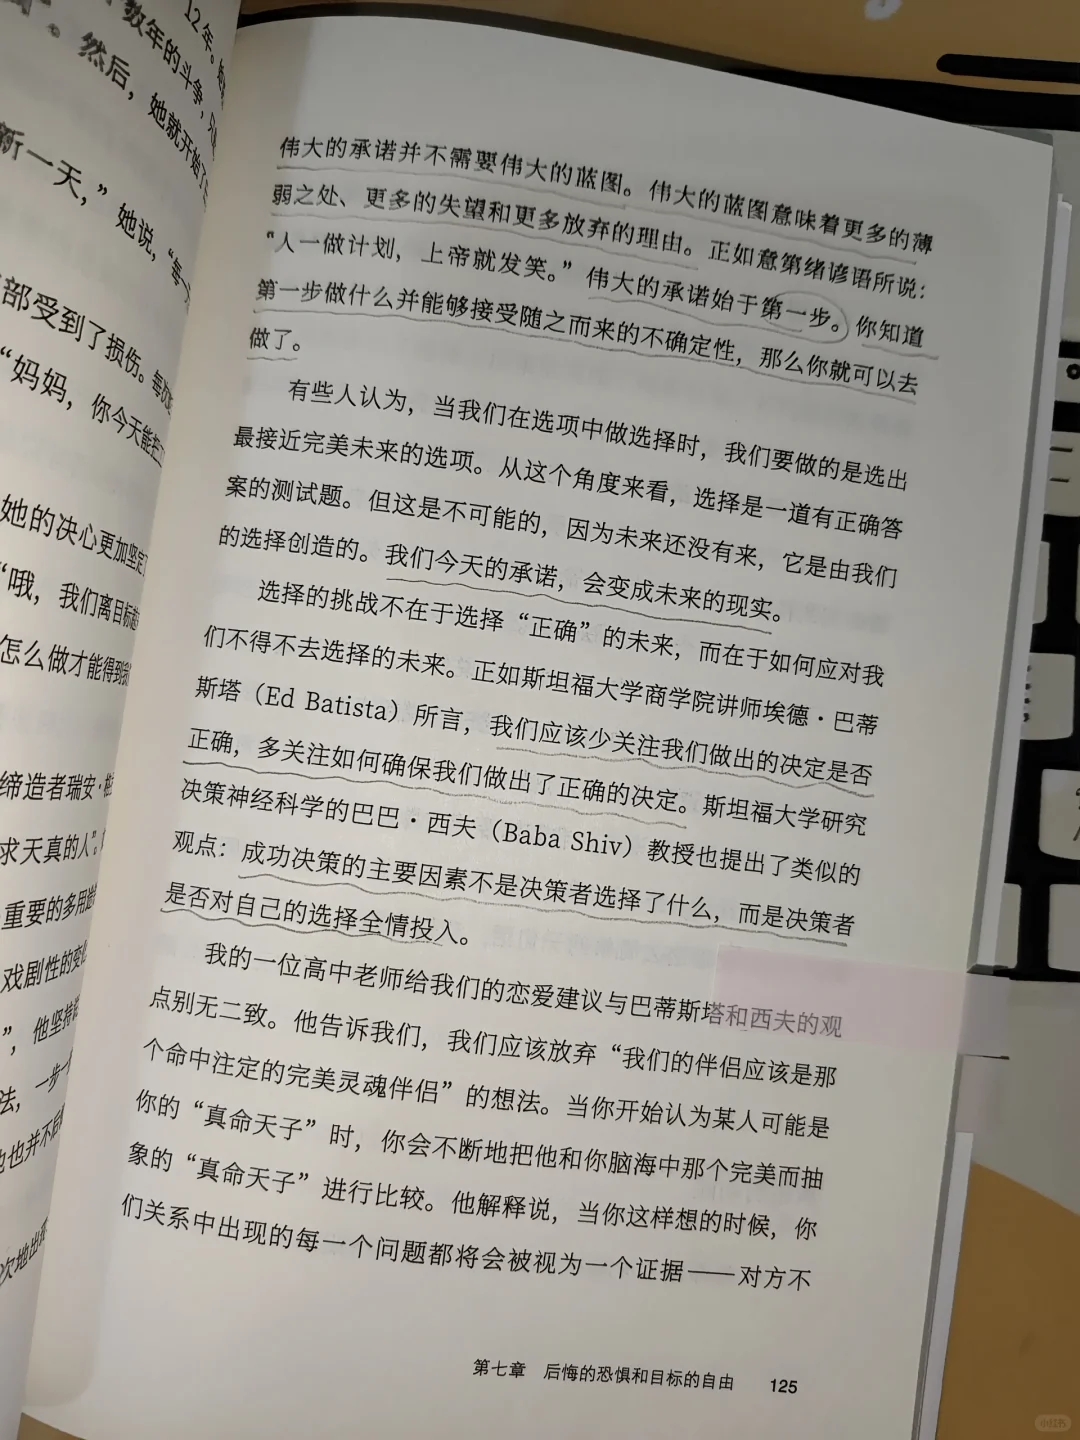 12年。
数年的斗争，
。然后，她就开始了
新一天，”她说，“每一
部受到了损伤。每次
“妈妈，你今天能
她的决心更加坚定
“哦，我们离目标
怎么做才能得到
缔造者瑞安·
求天真的人”。
重要的多用途
戏剧性的变化
”，他坚持
法，一步一
也并不后
次地出现
伟大的承诺并不需要伟大的蓝图。伟大的蓝图意味着更多的薄
弱之处、更多的失望和更多放弃的理由。正如意第绪谚语所说：
“人一做计划，上帝就发笑。”伟大的承诺始于第一步。你知道
第一步做什么并能够接受随之而来的不确定性，那么你就可以去
做了。
有些人认为，当我们在选项中做选择时，我们要做的是选出
最接近完美未来的选项。从这个角度来看，选择是一道有正确答
案的测试题。但这是不可能的，因为未来还没有来，它是由我们
的选择创造的。我们今天的承诺，会变成未来的现实。
选择的挑战不在于选择“正确”的未来，而在于如何应对我
们不得不去选择的未来。正如斯坦福大学商学院讲师埃德·巴蒂
斯塔（Ed Batista）所言，我们应该少关注我们做出的决定是否
正确，多关注如何确保我们做出了正确的决定。斯坦福大学研究
决策神经科学的巴巴·西夫（Baba Shiv）教授也提出了类似的
观点：成功决策的主要因素不是决策者选择了什么，而是决策者
是否对自己的选择全情投入。
我的一位高中老师给我们的恋爱建议与巴蒂斯塔和西夫的观
点别无二致。他告诉我们，我们应该放弃“我们的伴侣应该是那
个命中注定的完美灵魂伴侣”的想法。当你开始认为某人可能是
你的“真命天子”时，你会不断地把他和你脑海中那个完美而抽
象的“真命天子”进行比较。他解释说，当你这样想的时候，你
们关系中出现的每一个问题都将会被视为一个证据——对方不
第七章 后悔的恐惧和目标的自由 125
小红书